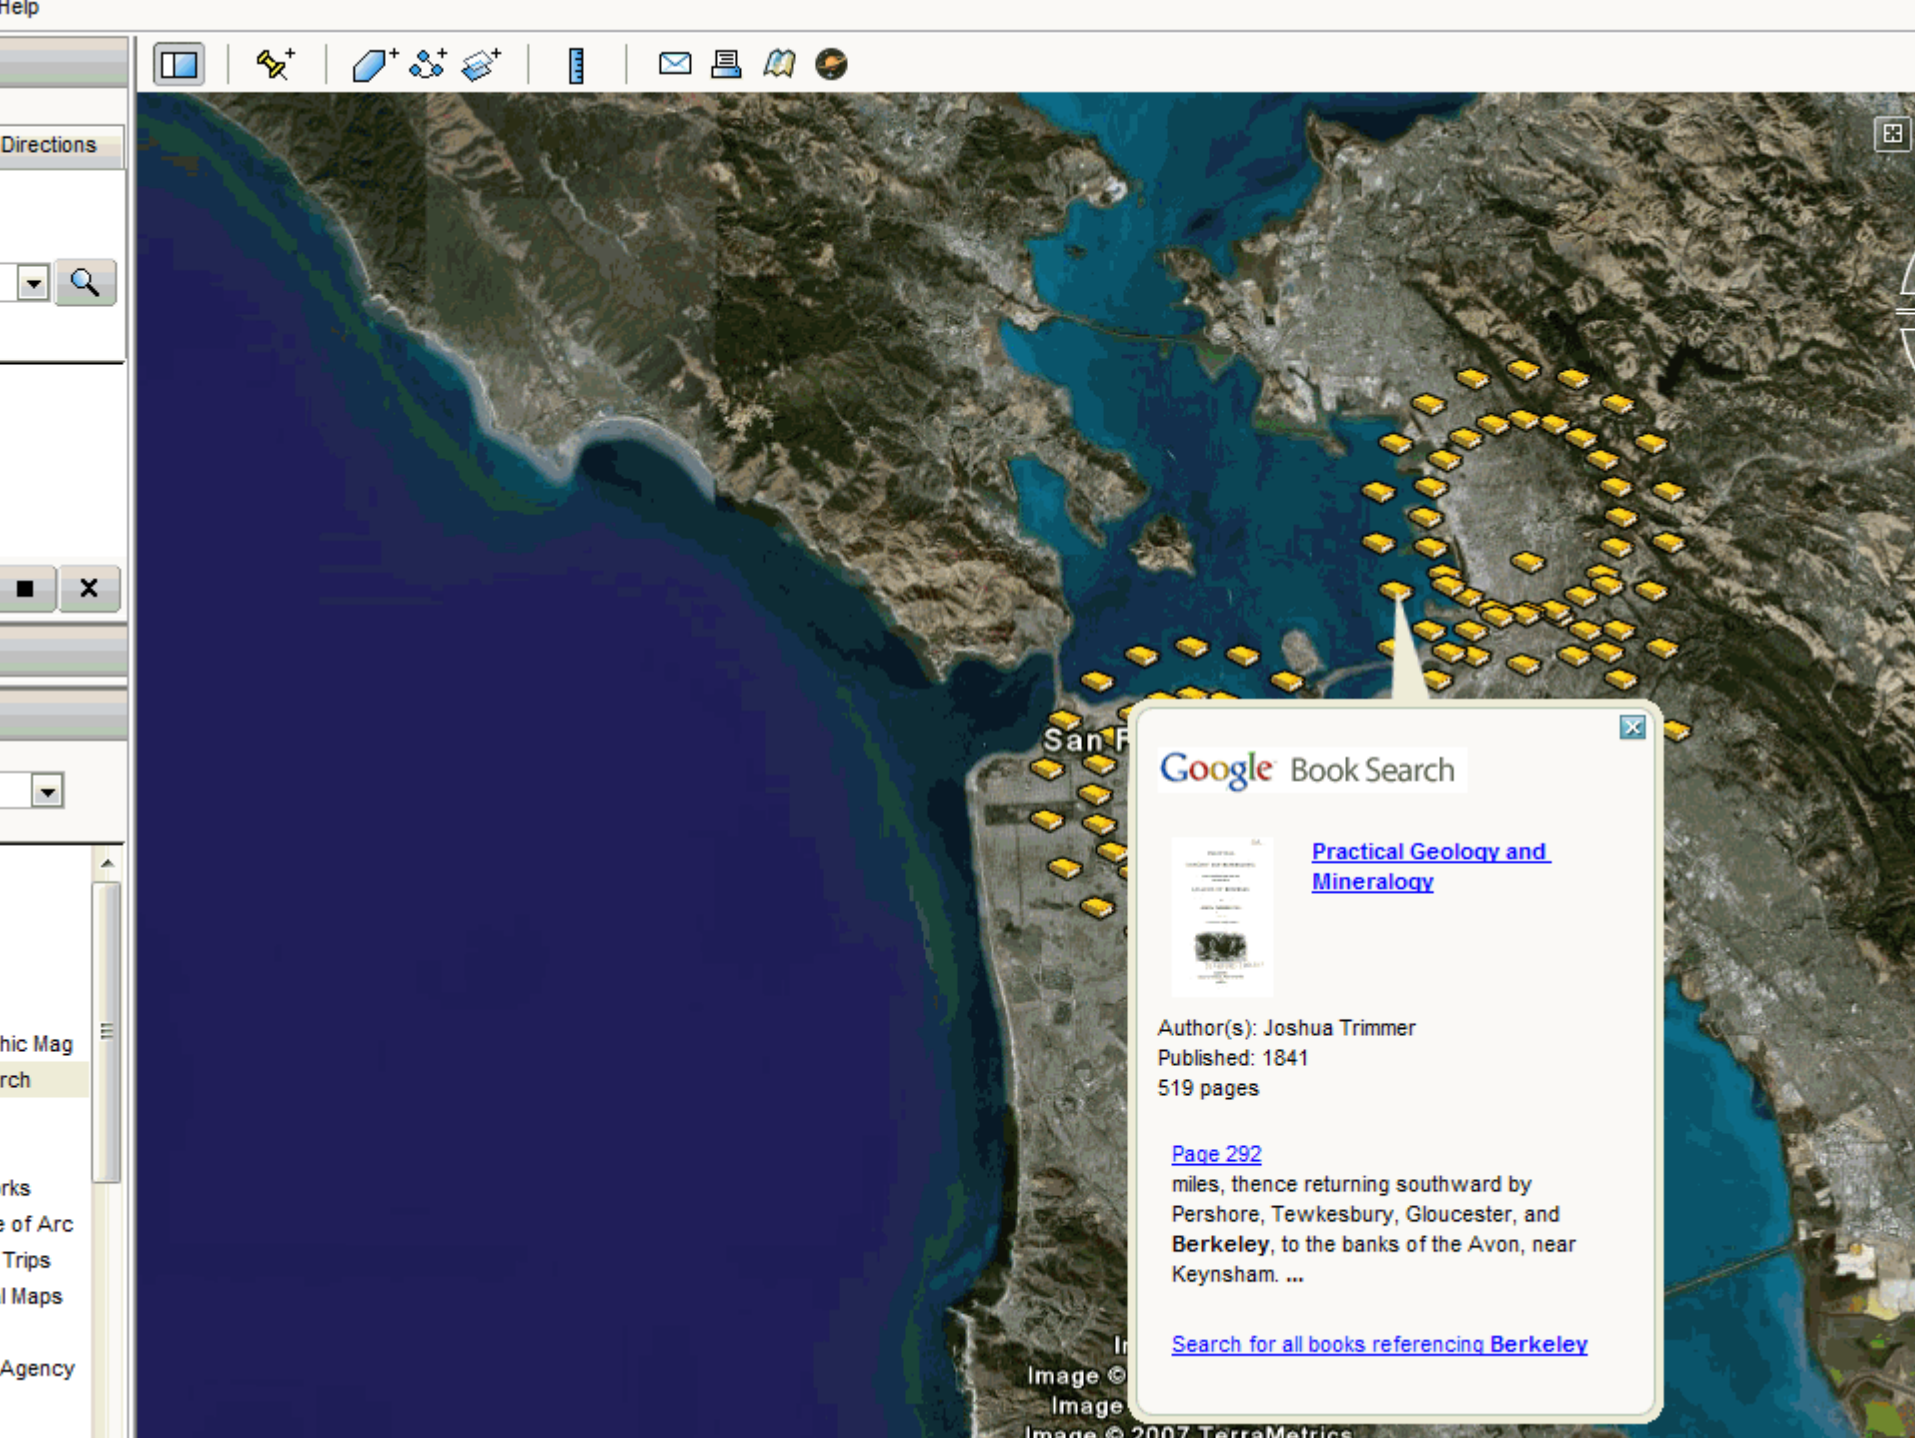 Help
Directions
San F
Google Book Search
Practical Geology and
Mineralogy
Author(s): Joshua Trimmer
Published: 1841
519 pages
Page 292
miles, thence returning southward by
Pershore, Tewkesbury, Gloucester, and
Berkeley, to the banks of the Avon, near
Keynsham. ...
Search for all books referencing Berkeley
hic Mag
rch
rks
e of Arc
Trips
l Maps
Agency
Image ©
Image
Image © 2007 TerraMetrics